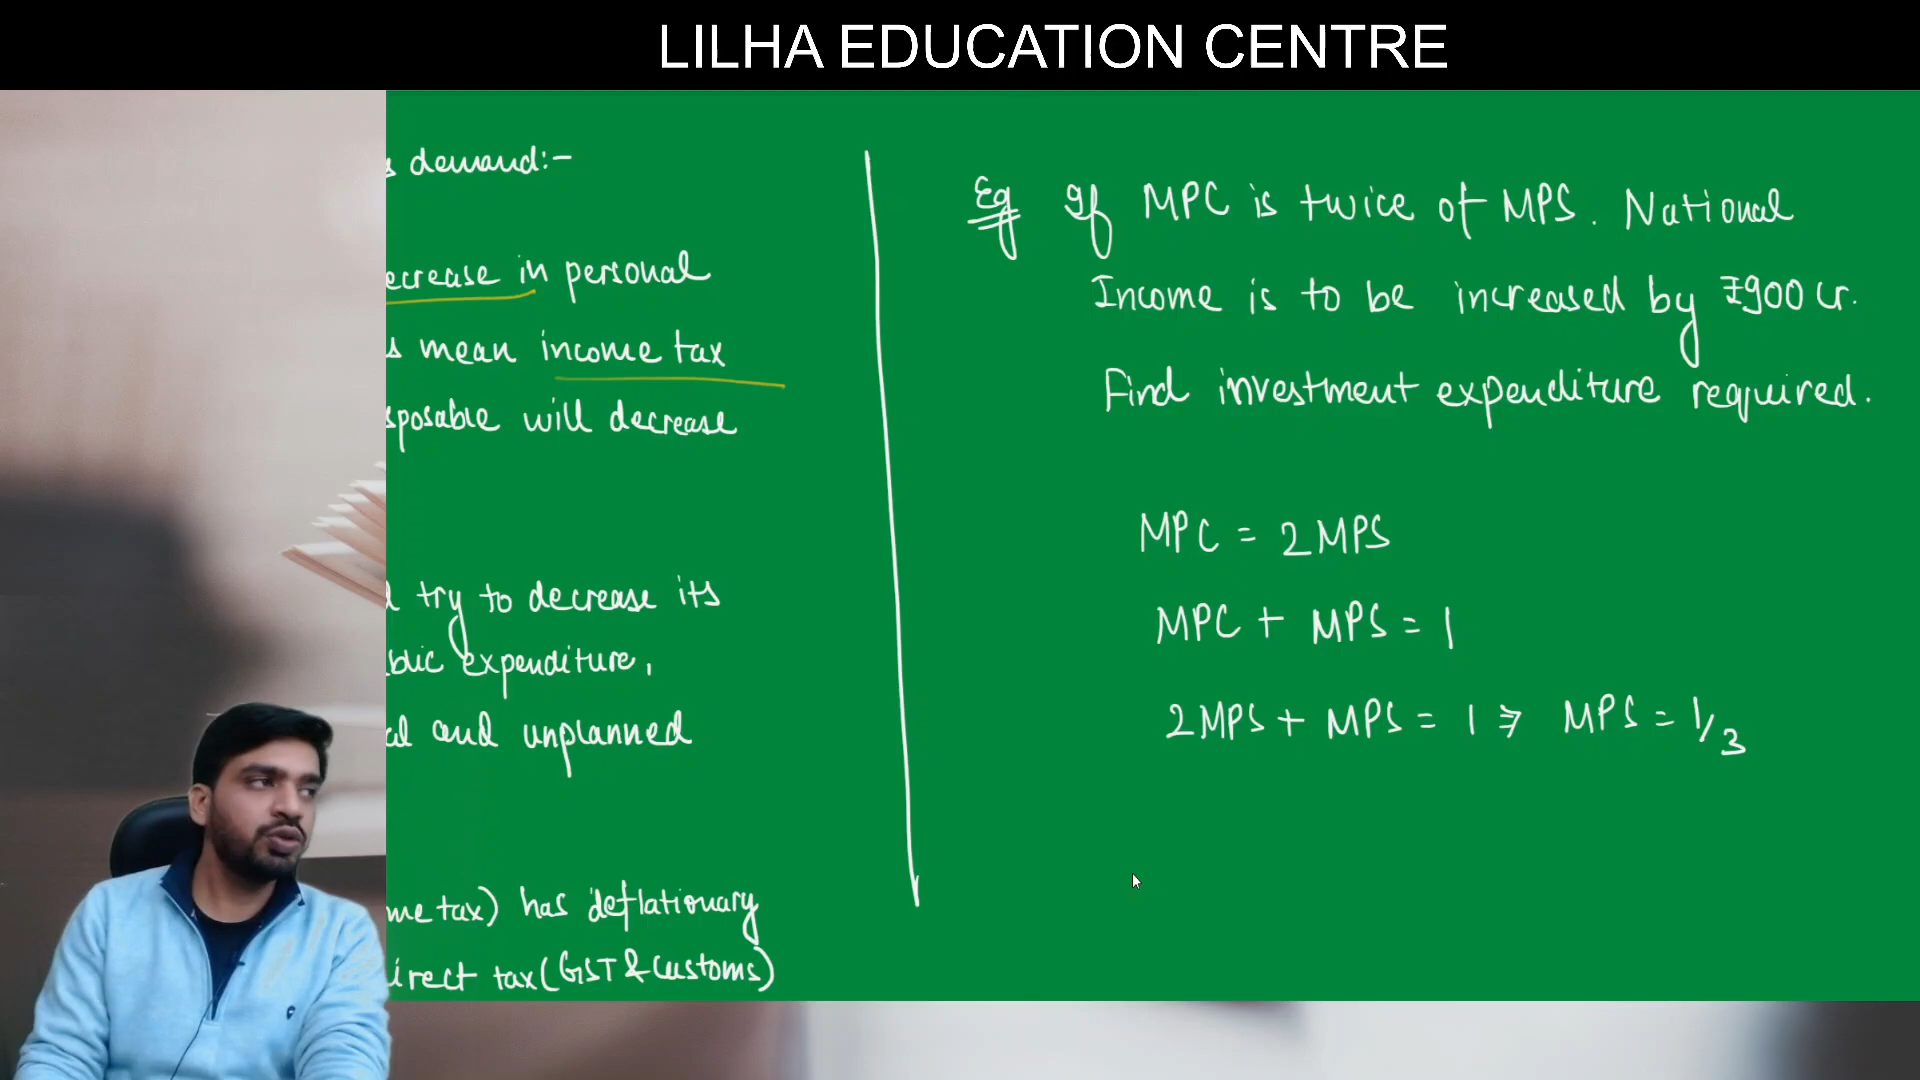 LILHA EDUCATION CENTRE
demand:-
ecrease in personal
mean income tax
sposable will decrease
try to decrease its
blic expenditure,
and unplanned
me tax) has deflationary
direct tax (GST & Customs)
Eg If MPC is twice of MPS. National
Income is to be increased by ₹900 cr.
Find investment expenditure required.
MPC = 2MPS
MPC + MPS = 1
2MPS + MPS = 1 ⇒ MPS = 1/3